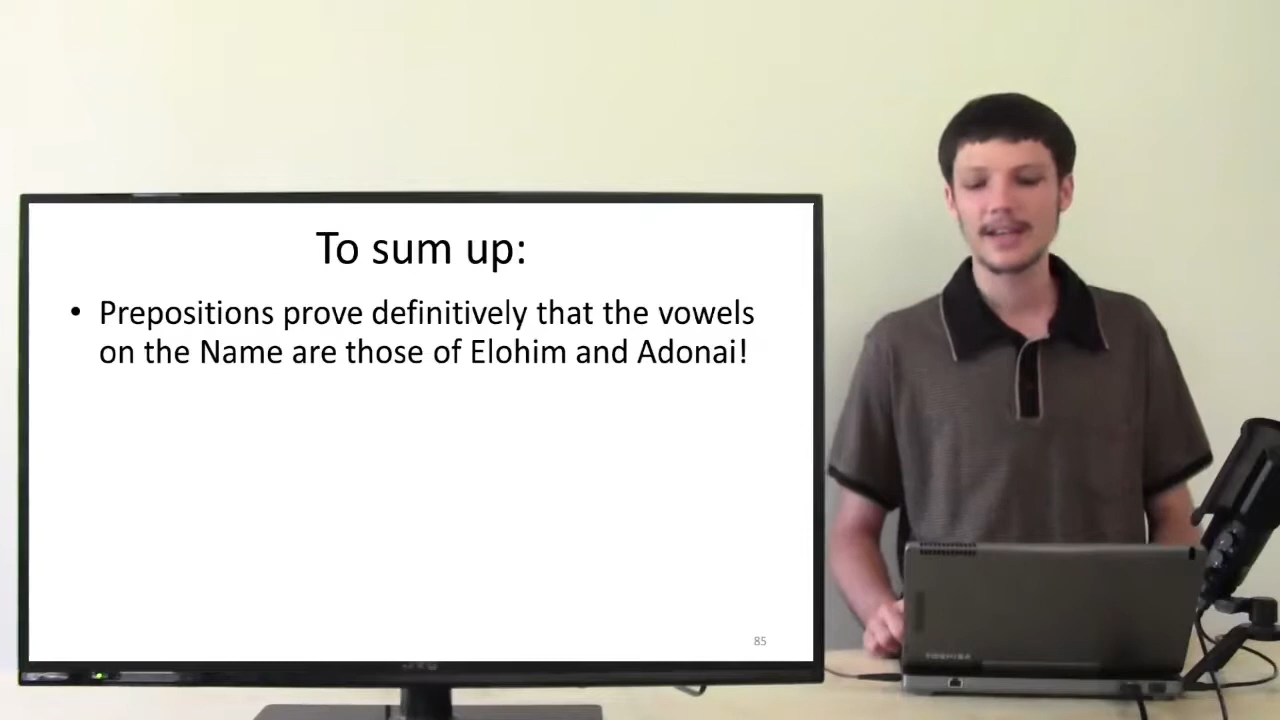 To sum up:
• Prepositions prove definitively that the vowels
on the Name are those of Elohim and Adonai!
85
TOSHIBA